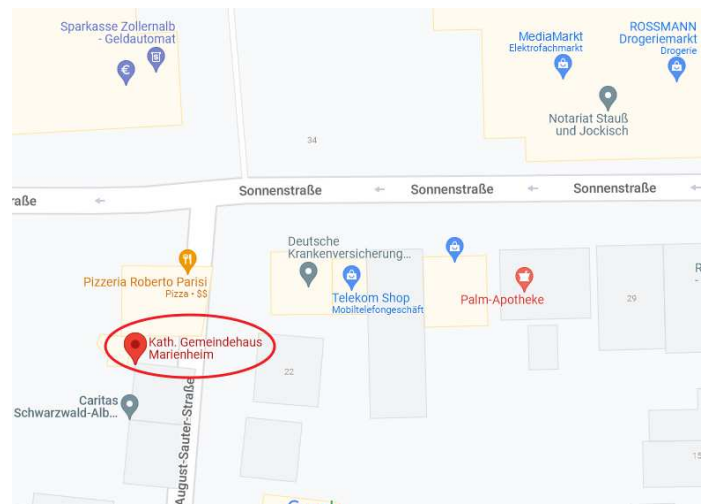 Sparkasse Zollernalb
- Geldautomat
MediaMarkt
Elektrofachmarkt
ROSSMANN
Drogeriemarkt
Drogerie
Notariat Stauß
und Jockisch
34
raße
Sonnenstraße
Sonnenstraße
Sonnenstraße
Deutsche
Krankenversicherung...
Pizzeria Roberto Parisi
Pizza • $$
Telekom Shop
Mobiltelefongeschäft
Palm-Apotheke
29
R
Kath. Gemeindehaus
Marienheim
22
Caritas
Schwarzwald-Alb...
August-Sauter-Straße
15